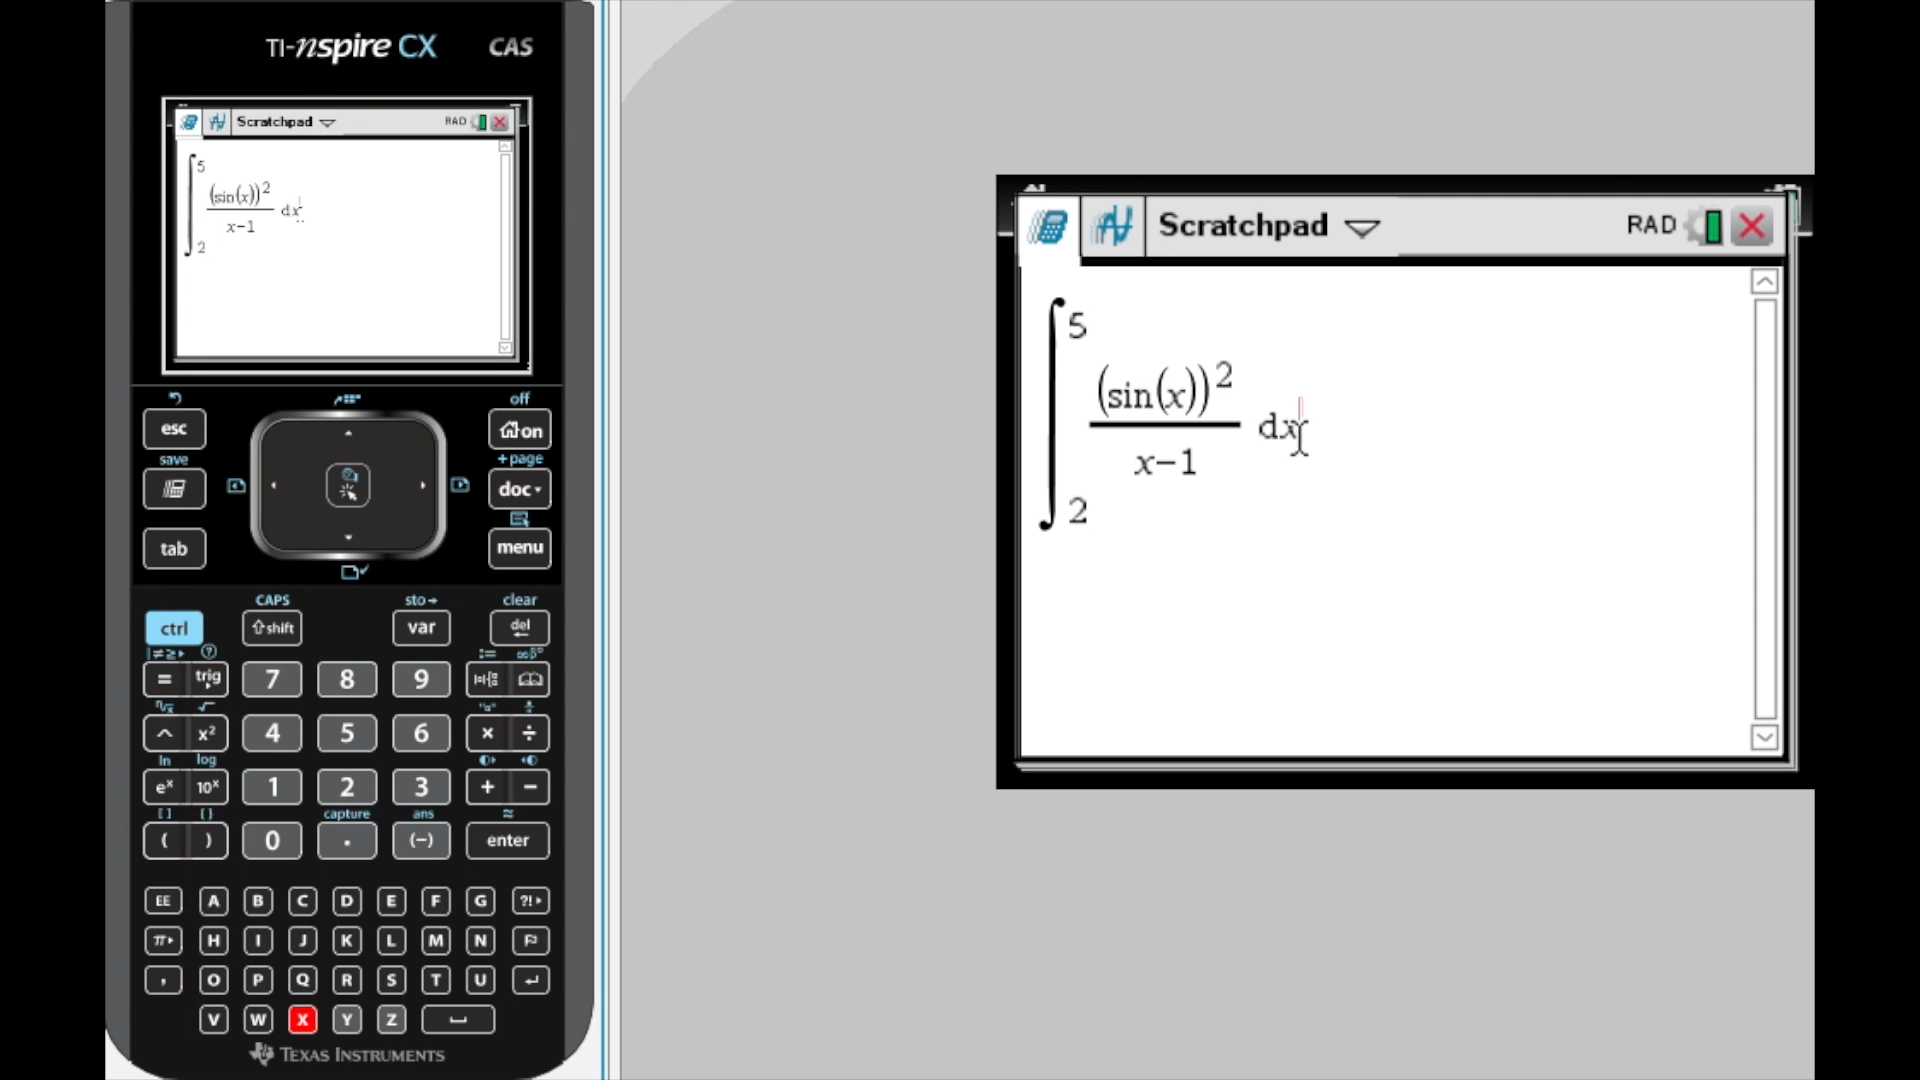 TI-nspire CX CAS
Scratchpad RAD
5
(sin(x))2
dx
x-1
2
off
esc on
save +page
doc
tab menu
CAPS sto→ clear
ctrl shift var del
|≠≥▸ ? := ∞β°
= trig 7 8 9
n√x √ "a" ÷
^ x² 4 5 6 × ÷
ln log
eˣ 10ˣ 1 2 3 + −
[ ] { } capture ans ≈
( ) 0 . (−) enter
EE A B C D E F G ?!▸
π▸ H I J K L M N
, O P Q R S T U ↵
V W X Y Z
TEXAS INSTRUMENTS
Scratchpad RAD
5
(sin(x))2
dx
x-1
2